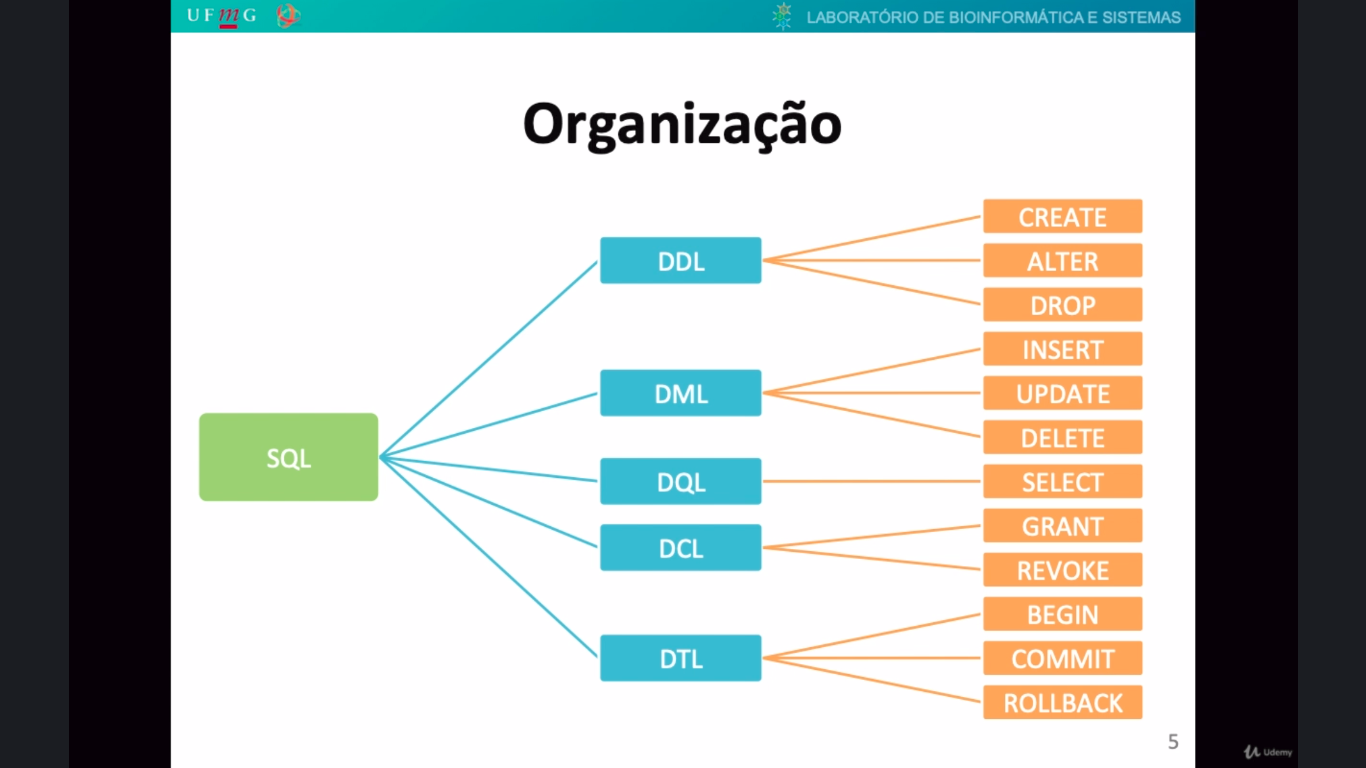 UFMG
LABORATÓRIO DE BIOINFORMÁTICA E SISTEMAS
Organização
SQL
DDL
CREATE
ALTER
DROP
DML
INSERT
UPDATE
DELETE
DQL
SELECT
DCL
GRANT
REVOKE
DTL
BEGIN
COMMIT
ROLLBACK
5
Udemy